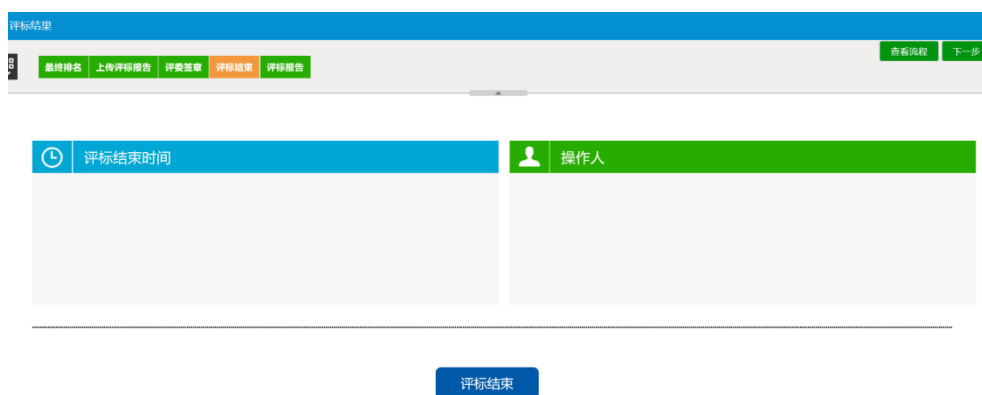 评标结果
查看流程 下一步
最终排名 上传评标报告 评委签章 评标结束 评标报告
评标结束时间 操作人
评标结束